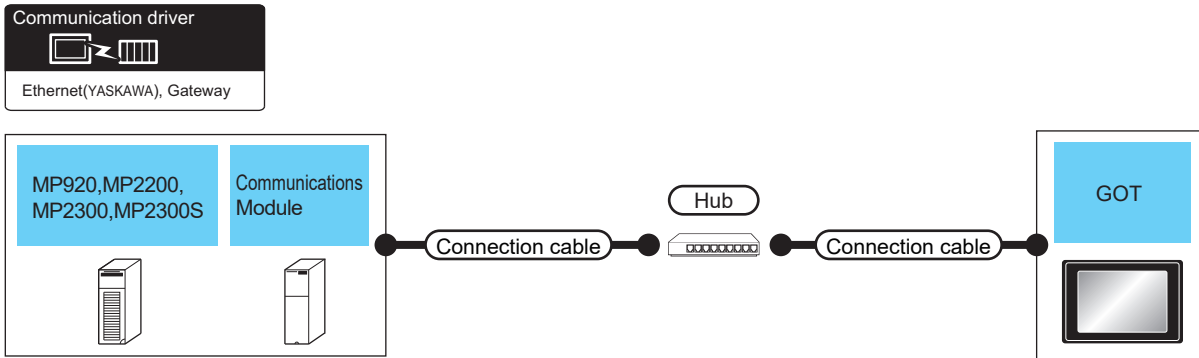 Communication driver
Ethernet(YASKAWA), Gateway
MP920,MP2200,
MP2300,MP2300S
Communications
Module
Connection cable
Hub
Connection cable
GOT